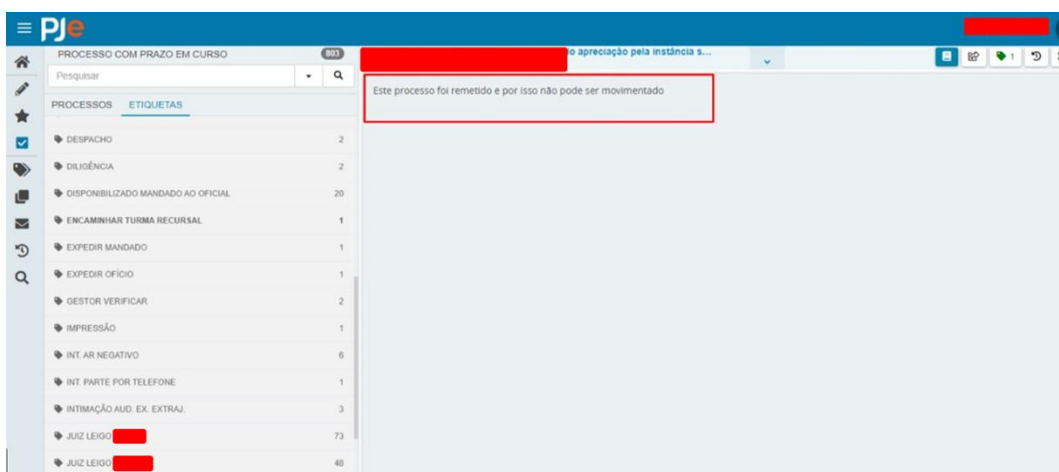 PJe
PROCESSO COM PRAZO EM CURSO 803
Pesquisar
PROCESSOS ETIQUETAS
DESPACHO 2
DILIGÊNCIA 2
DISPONIBILIZADO MANDADO AO OFICIAL 20
ENCAMINHAR TURMA RECURSAL 1
EXPEDIR MANDADO 1
EXPEDIR OFÍCIO 1
GESTOR VERIFICAR 2
IMPRESSÃO 1
INT. AR NEGATIVO 6
INT. PARTE POR TELEFONE 1
INTIMAÇÃO AUD. EX. EXTRAJ. 3
JUIZ LEIGO 73
JUIZ LEIGO 48
apreciação pela instância s...
1
Este processo foi remetido e por isso não pode ser movimentado